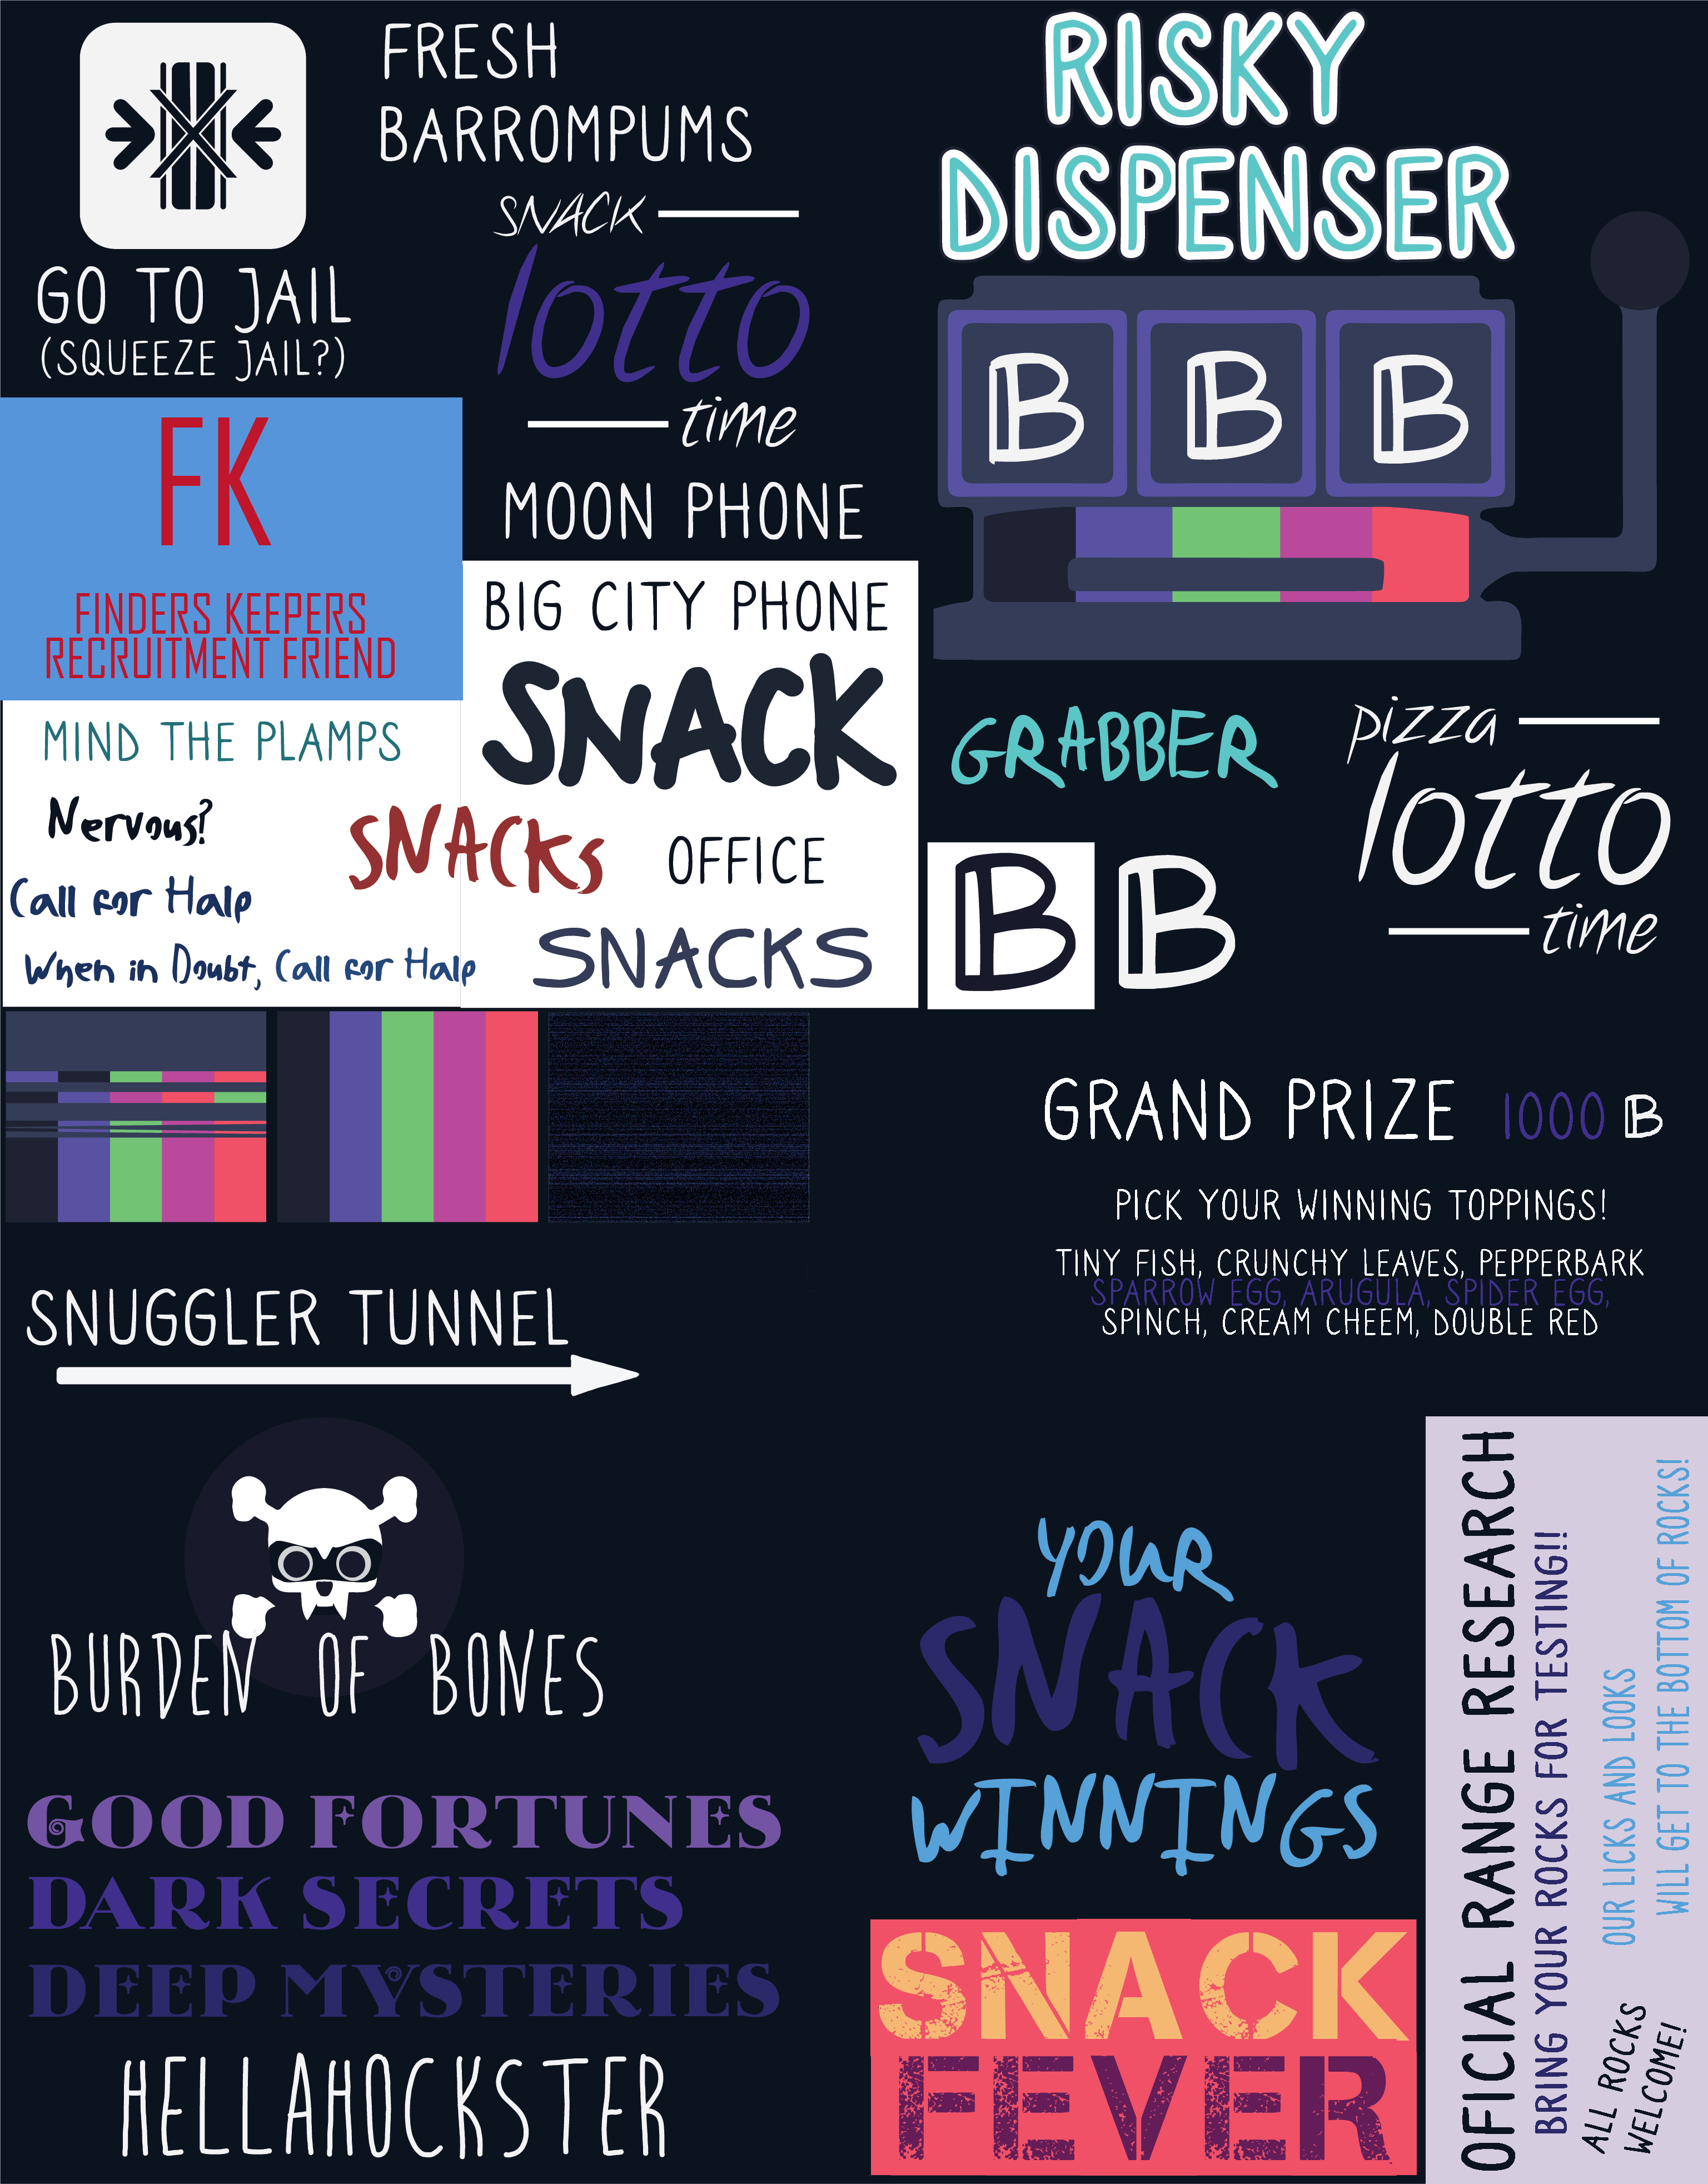 FRESH
BARROMPUMS
GO TO JAIL
(SQUEEZE JAIL?)
SNACK
lotto
time
RISKY
DISPENSER
B B B
FK
FINDERS KEEPERS
RECRUITMENT FRIEND
MOON PHONE
BIG CITY PHONE
SNACK
MIND THE PLAMPS
Nervous?
Call for Halp
When in Doubt, Call for Halp
SNACKs
OFFICE
SNACKS
GRABBER
pizza
lotto
time
B B
GRAND PRIZE 1000 B
PICK YOUR WINNING TOPPINGS!
TINY FISH, CRUNCHY LEAVES, PEPPERBARK
SPARROW EGG, ARUGULA, SPIDER EGG,
SPINCH, CREAM CHEEM, DOUBLE RED
SNUGGLER TUNNEL
BURDEN OF BONES
GOOD FORTUNES
DARK SECRETS
DEEP MYSTERIES
HELLAHOCKSTER
YOUR
SNACK
WINNINGS
SNACK
FEVER
OFICIAL RANGE RESEARCH
BRING YOUR ROCKS FOR TESTING!!
OUR LICKS AND LOOKS
WILL GET TO THE BOTTOM OF ROCKS!
ALL ROCKS
WELCOME!